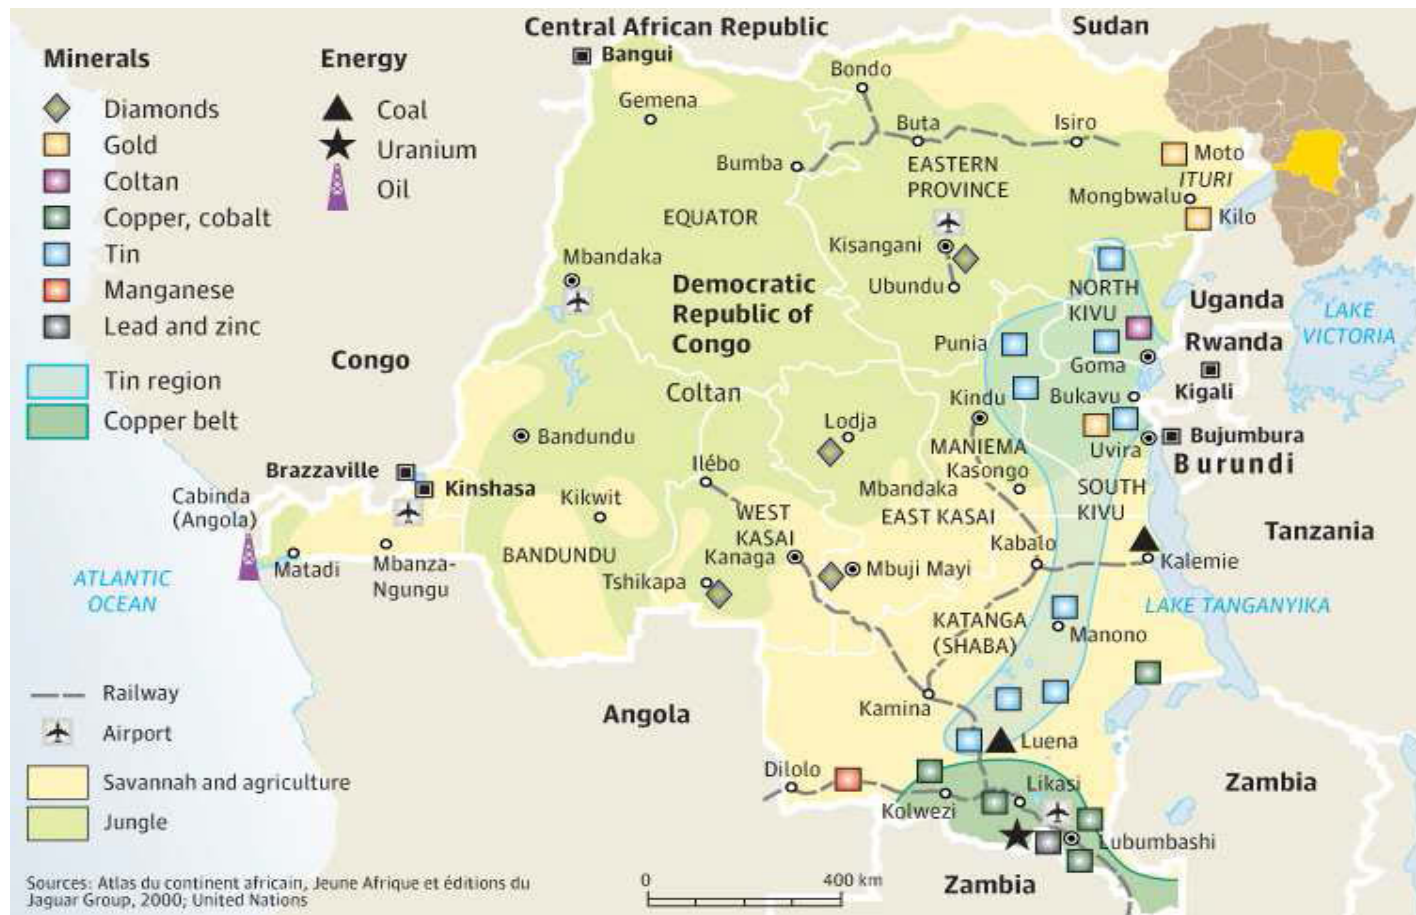 Central African Republic
Sudan
Minerals
Energy
Bangui
Bondo
Diamonds
Coal
Gemena
Buta
Isiro
Gold
Uranium
Bumba
EASTERN
PROVINCE
Moto
ITURI
Coltan
Oil
Mongbwalu
Copper, cobalt
EQUATOR
Kilo
Tin
Mbandaka
Kisangani
Manganese
Democratic
Republic of
Congo
Ubundu
NORTH
KIVU
Uganda
LAKE
VICTORIA
Lead and zinc
Congo
Punia
Goma
Rwanda
Kigali
Tin region
Coltan
Kindu
Bukavu
Copper belt
Bandundu
Lodja
MANIEMA
Uvira
Bujumbura
Burundi
Brazzaville
Kinshasa
Ilébo
Kasongo
Cabinda
(Angola)
Kikwit
Mbandaka
SOUTH
KIVU
WEST
KASAI
EAST KASAI
Tanzania
BANDUNDU
Kanaga
Kabalo
Matadi
Mbanza-
Ngungu
Tshikapa
Mbuji Mayi
Kalemie
ATLANTIC
OCEAN
LAKE TANGANYIKA
KATANGA
(SHABA)
Manono
Railway
Angola
Kamina
Airport
Luena
Savannah and agriculture
Dilolo
Likasi
Zambia
Kolwezi
Jungle
Lubumbashi
Sources: Atlas du continent africain, Jeune Afrique et éditions du
Jaguar Group, 2000; United Nations
0
400 km
Zambia